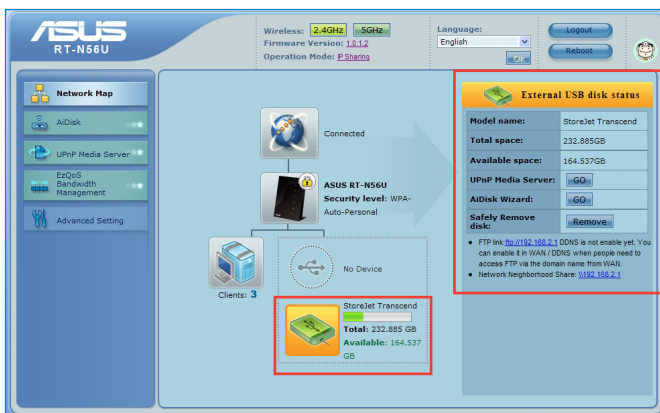 ASUS
RT-N56U
Wireless: 2.4GHz 5GHz
Firmware Version: 1.0.1.2
Operation Mode: IP Sharing
Language:
English
OK
Logout
Reboot
Network Map
AiDisk
UPnP Media Server
EzQoS
Bandwidth
Management
Advanced Setting
Connected
ASUS RT-N56U
Security level: WPA-
Auto-Personal
Clients: 3
No Device
StoreJet Transcend
Total: 232.885 GB
Available: 164.537
GB
External USB disk status
Model name: StoreJet Transcend
Total space: 232.885GB
Available space: 164.537GB
UPnP Media Server: GO
AiDisk Wizard: GO
Safely Remove
disk: Remove
FTP link:ftp://192.168.2.1 DDNS is not enable yet. You
can enable it in WAN / DDNS when people need to
access FTP via the domain name from WAN.
Network Neighborhood Share: \\192.168.2.1